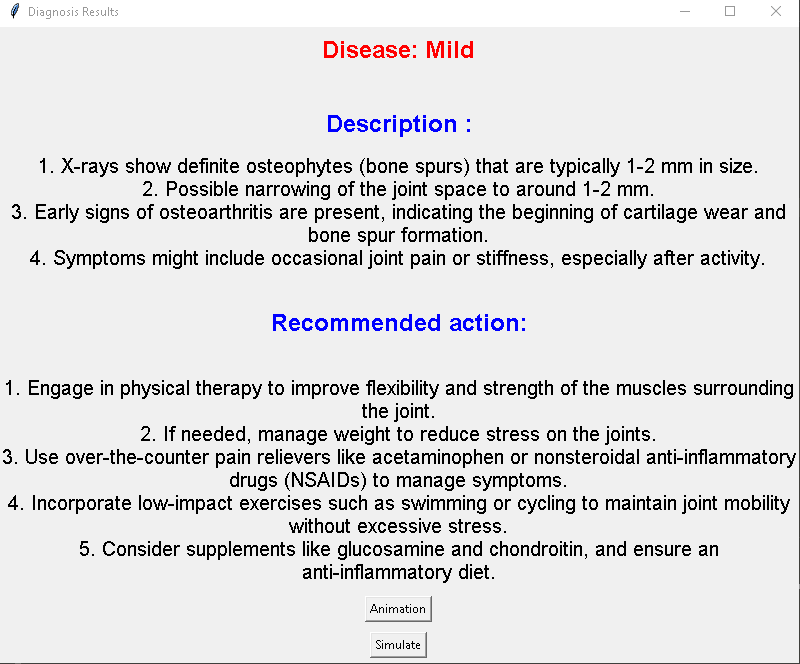 Diagnosis Results
Disease: Mild
Description :
1. X-rays show definite osteophytes (bone spurs) that are typically 1-2 mm in size.
2. Possible narrowing of the joint space to around 1-2 mm.
3. Early signs of osteoarthritis are present, indicating the beginning of cartilage wear and
bone spur formation.
4. Symptoms might include occasional joint pain or stiffness, especially after activity.
Recommended action:
1. Engage in physical therapy to improve flexibility and strength of the muscles surrounding
the joint.
2. If needed, manage weight to reduce stress on the joints.
3. Use over-the-counter pain relievers like acetaminophen or nonsteroidal anti-inflammatory
drugs (NSAIDs) to manage symptoms.
4. Incorporate low-impact exercises such as swimming or cycling to maintain joint mobility
without excessive stress.
5. Consider supplements like glucosamine and chondroitin, and ensure an
anti-inflammatory diet.
Animation
Simulate